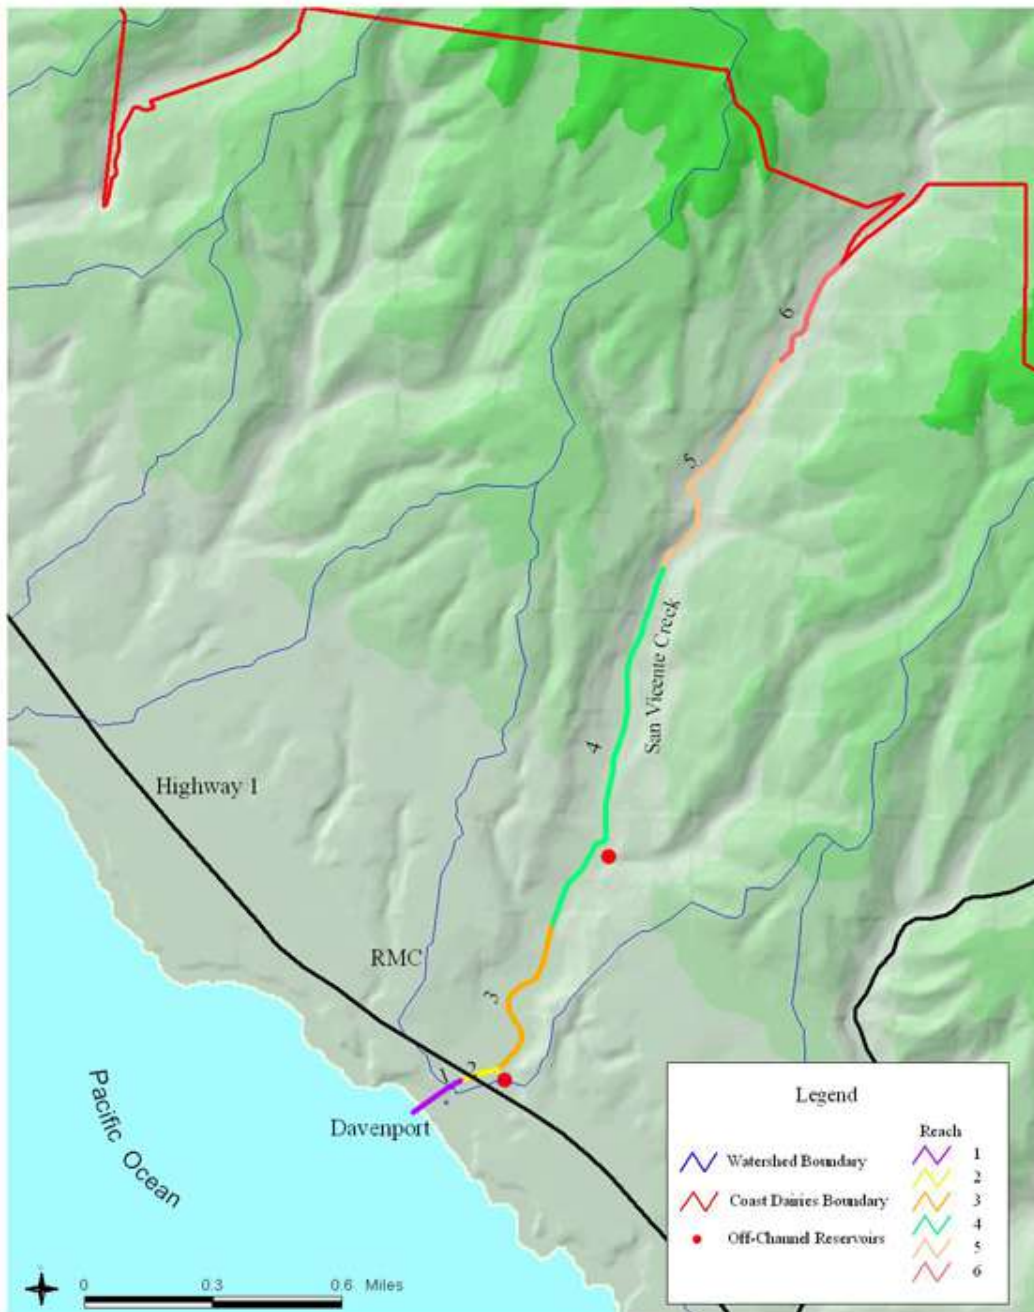 6
5
San Vicente Creek
4
Highway 1
RMC
3
2
1
Davenport
Pacific Ocean
Legend
Reach
Watershed Boundary
Coast Dairies Boundary
Off-Channel Reservoirs
1
2
3
4
5
6
0 0.3 0.6 Miles